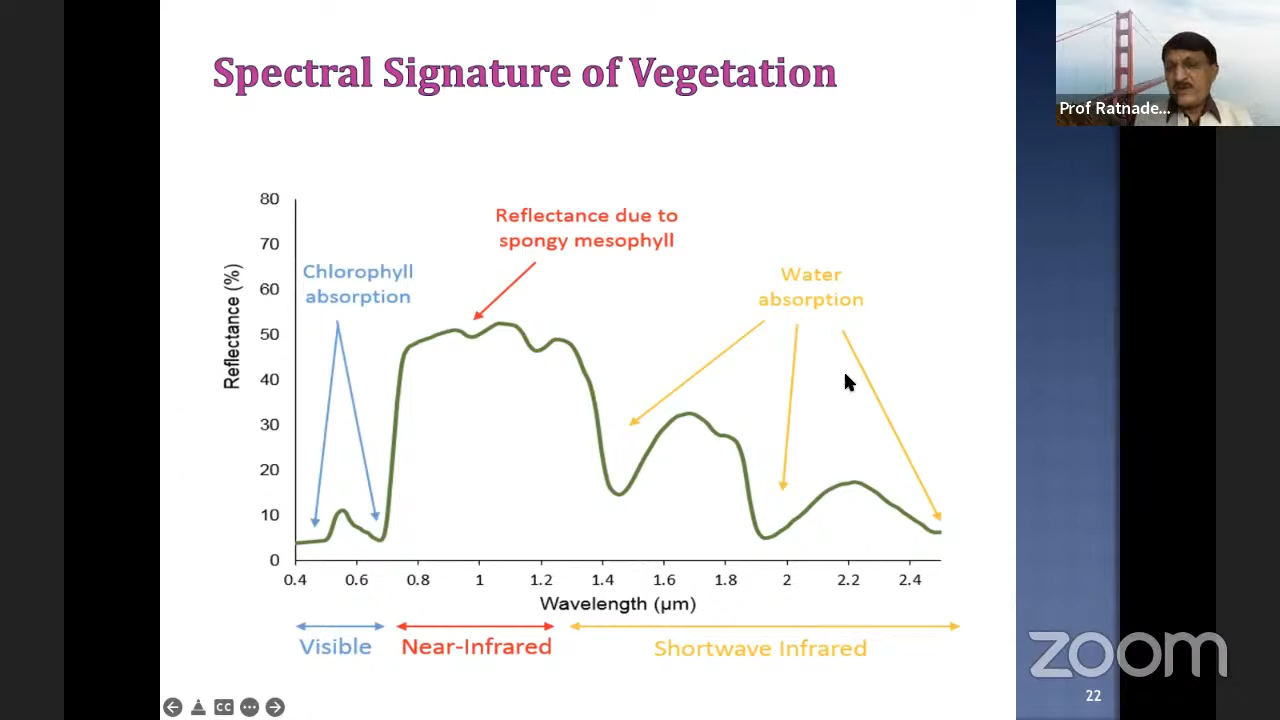 Spectral Signature of Vegetation
Prof Ratnade...
80
70
60
50
40
30
20
10
0
Reflectance (%)
Chlorophyll
absorption
Reflectance due to
spongy mesophyll
Water
absorption
0.4 0.6 0.8 1 1.2 1.4 1.6 1.8 2 2.2 2.4
Wavelength (µm)
Visible
Near-Infrared
Shortwave Infrared
CC
zoom
22